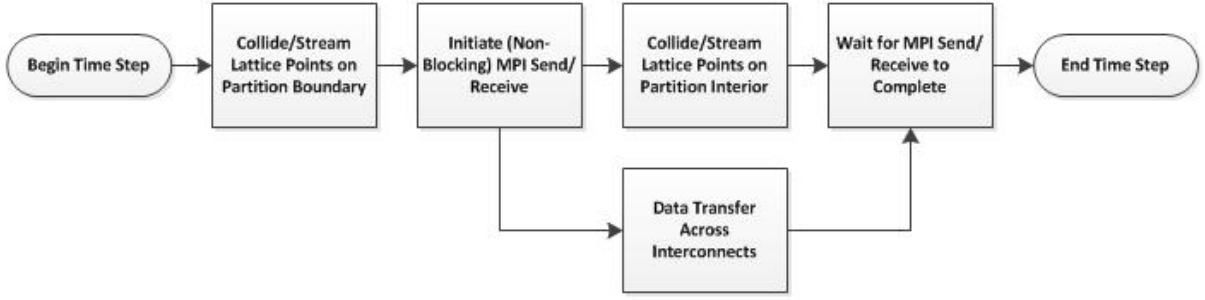 Begin Time Step
Collide/Stream
Lattice Points on
Partition Boundary
Initiate (Non-
Blocking) MPI Send/
Receive
Collide/Stream
Lattice Points on
Partition Interior
Wait for MPI Send/
Receive to
Complete
End Time Step
Data Transfer
Across
Interconnects